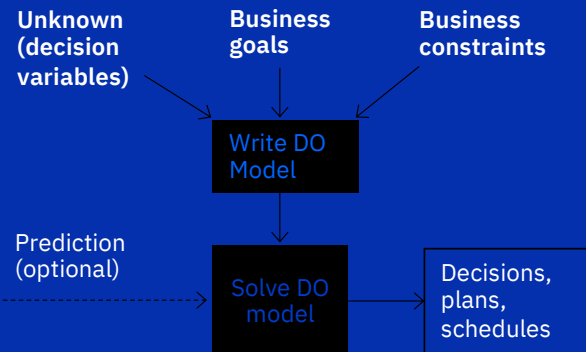 Unknown
(decision
variables)
Business
goals
Business
constraints
Write DO
Model
Prediction
(optional)
Solve DO
model
Decisions,
plans,
schedules